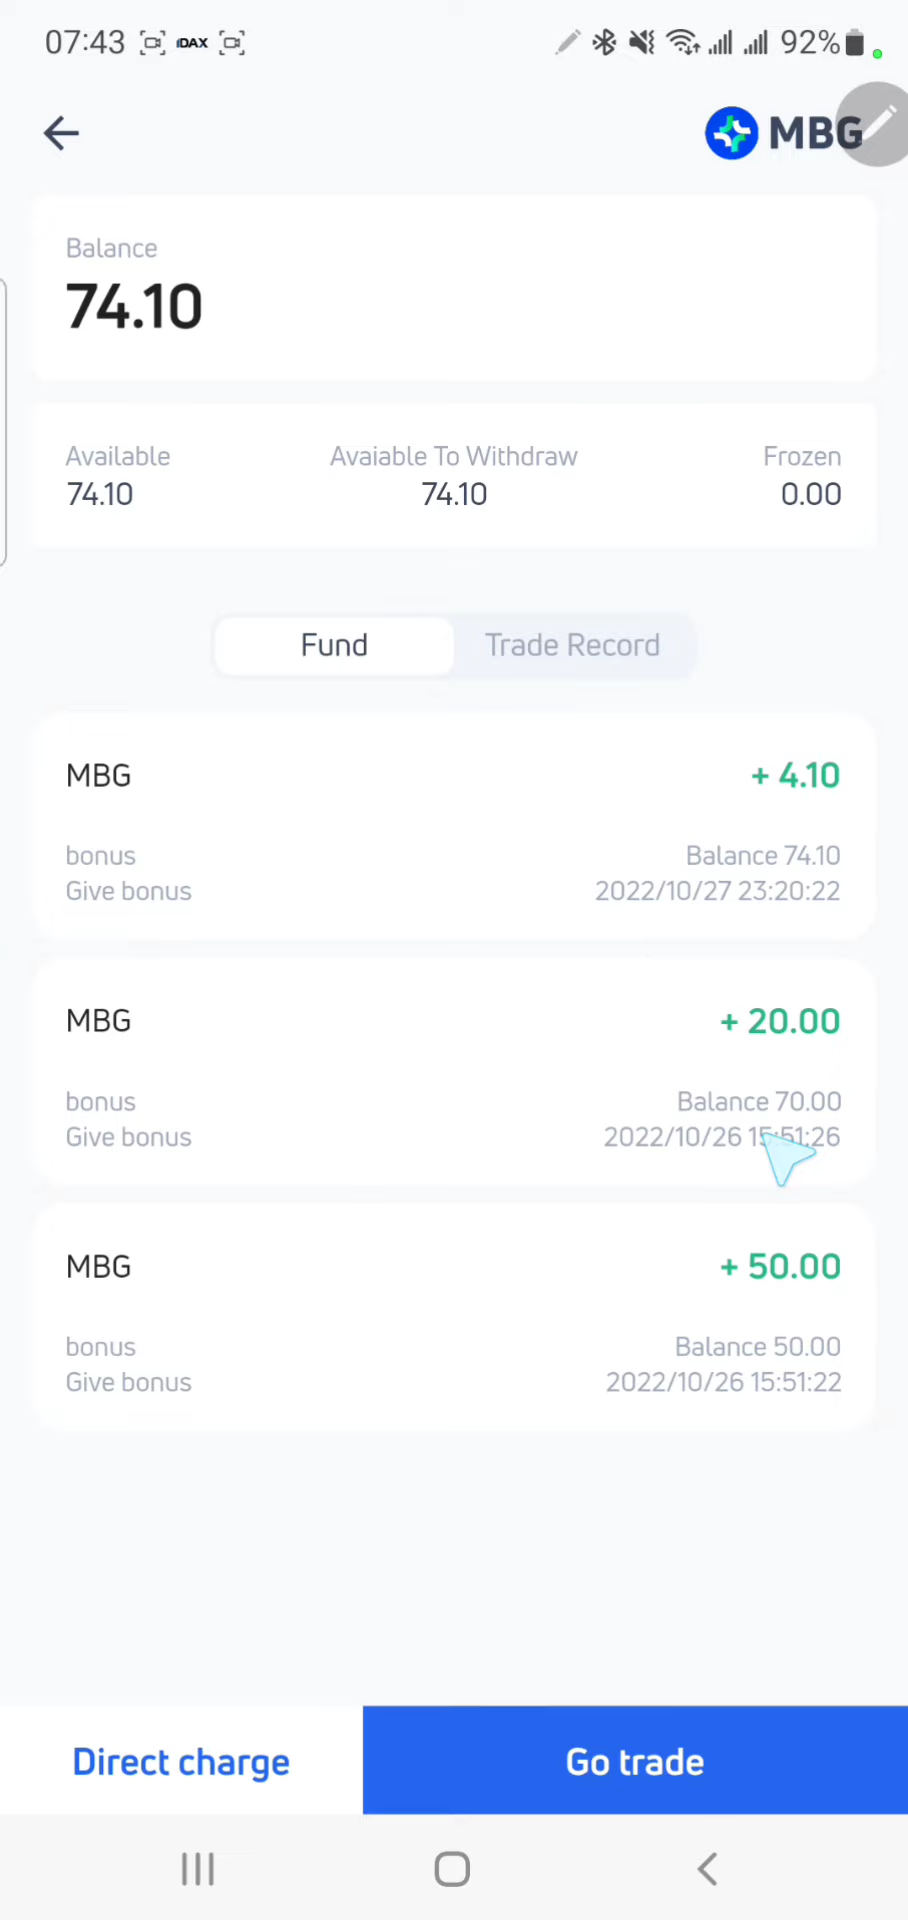 07:43 iDAX 92%
MBG
Balance
74.10
Available Avaiable To Withdraw Frozen
74.10 74.10 0.00
Fund Trade Record
MBG + 4.10
bonus Balance 74.10
Give bonus 2022/10/27 23:20:22
MBG + 20.00
bonus Balance 70.00
Give bonus 2022/10/26 15:51:26
MBG + 50.00
bonus Balance 50.00
Give bonus 2022/10/26 15:51:22
Direct charge Go trade